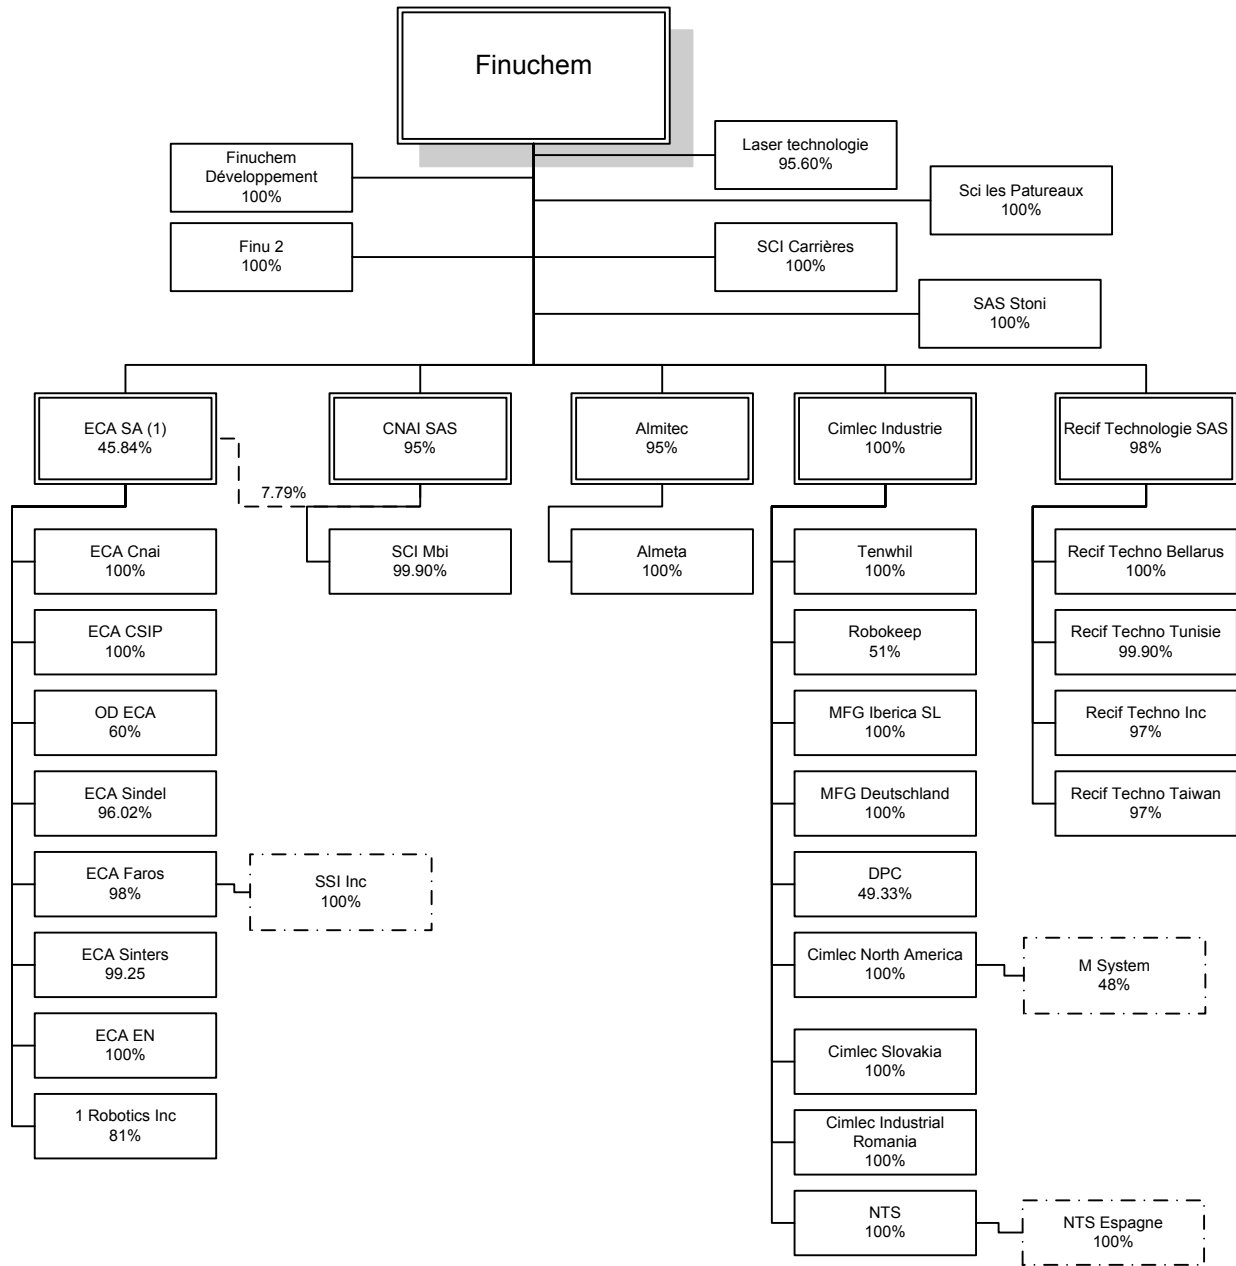 Finuchem
Laser technologie
95.60%
Finuchem
Développement
100%
Sci les Patureaux
100%
Finu 2
100%
SCI Carrières
100%
SAS Stoni
100%
ECA SA (1)
45.84%
CNAI SAS
95%
Almitec
95%
Cimlec Industrie
100%
Recif Technologie SAS
98%
7.79%
ECA Cnai
100%
ECA CSIP
100%
OD ECA
60%
ECA Sindel
96.02%
ECA Faros
98%
SSI Inc
100%
ECA Sinters
99.25
ECA EN
100%
1 Robotics Inc
81%
SCI Mbi
99.90%
Almeta
100%
Tenwhil
100%
Robokeep
51%
MFG Iberica SL
100%
MFG Deutschland
100%
DPC
49.33%
Cimlec North America
100%
M System
48%
Cimlec Slovakia
100%
Cimlec Industrial
Romania
100%
NTS
100%
NTS Espagne
100%
Recif Techno Bellarus
100%
Recif Techno Tunisie
99.90%
Recif Techno Inc
97%
Recif Techno Taiwan
97%